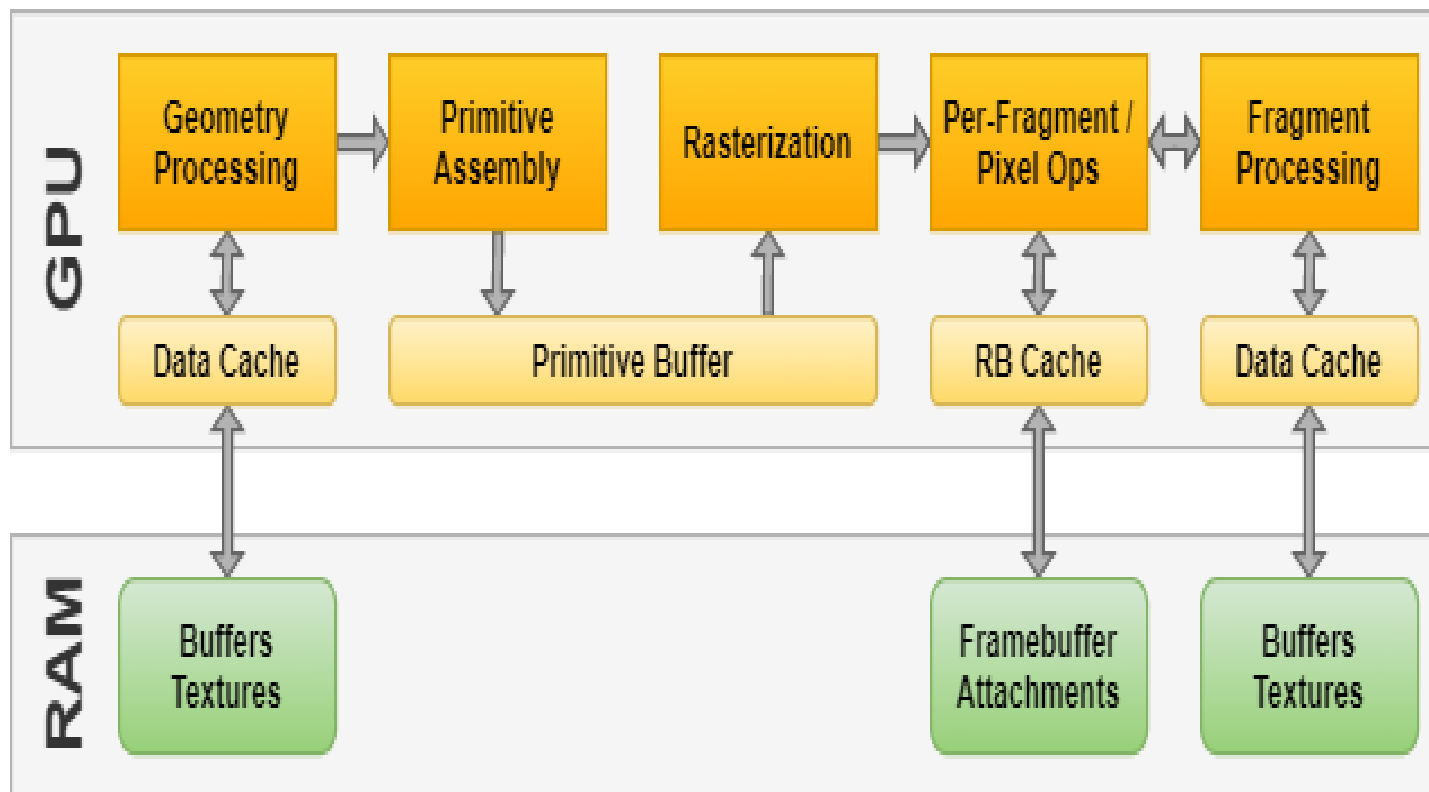 GPU
Geometry
Processing
Primitive
Assembly
Rasterization
Per-Fragment /
Pixel Ops
Fragment
Processing
Data Cache
Primitive Buffer
RB Cache
Data Cache
RAM
Buffers
Textures
Framebuffer
Attachments
Buffers
Textures